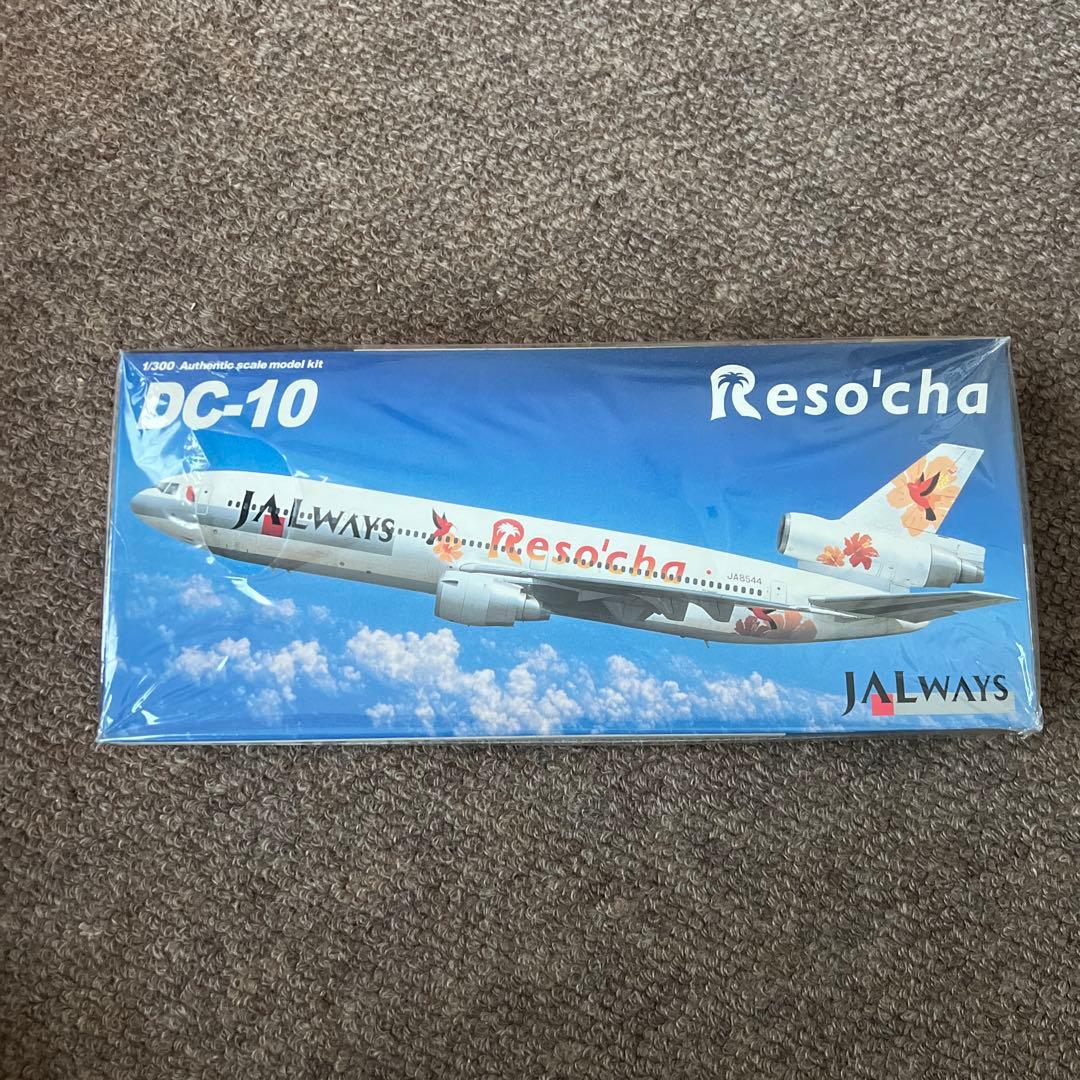 1/300 Authentic scale model kit
DC-10
Reso'cha
JALWAYS
Reso'cha
JA8544
JALWAYS